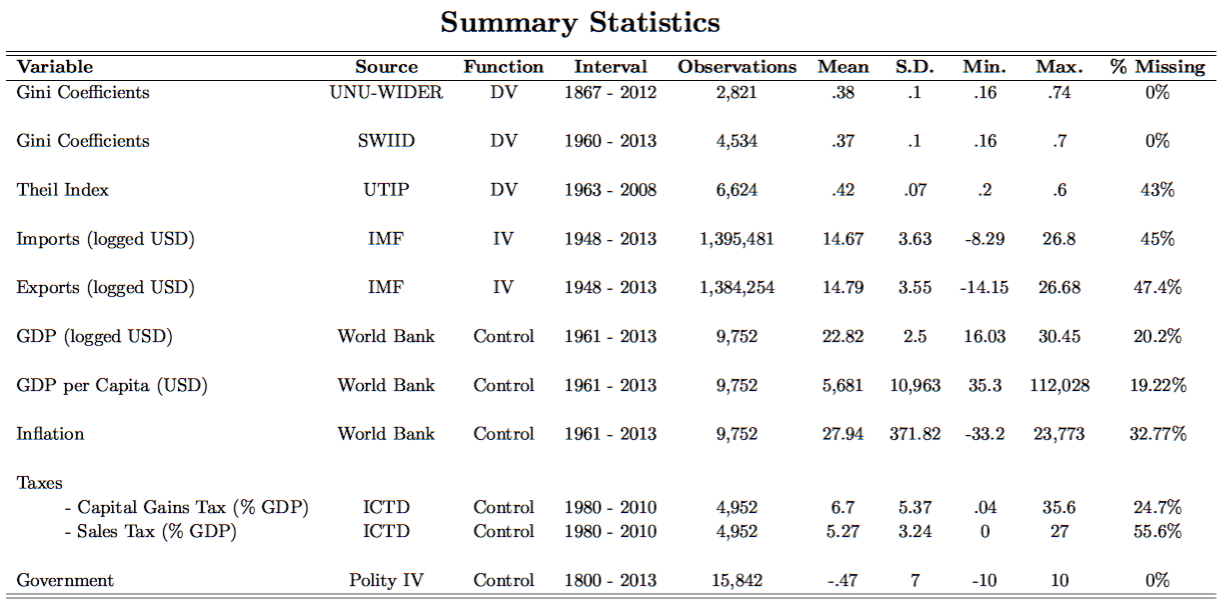 Summary Statistics
Variable Source Function Interval Observations Mean S.D. Min. Max. % Missing
Gini Coefficients UNU-WIDER DV 1867 - 2012 2,821 .38 .1 .16 .74 0%
Gini Coefficients SWIID DV 1960 - 2013 4,534 .37 .1 .16 .7 0%
Theil Index UTIP DV 1963 - 2008 6,624 .42 .07 .2 .6 43%
Imports (logged USD) IMF IV 1948 - 2013 1,395,481 14.67 3.63 -8.29 26.8 45%
Exports (logged USD) IMF IV 1948 - 2013 1,384,254 14.79 3.55 -14.15 26.68 47.4%
GDP (logged USD) World Bank Control 1961 - 2013 9,752 22.82 2.5 16.03 30.45 20.2%
GDP per Capita (USD) World Bank Control 1961 - 2013 9,752 5,681 10,963 35.3 112,028 19.22%
Inflation World Bank Control 1961 - 2013 9,752 27.94 371.82 -33.2 23,773 32.77%
Taxes
- Capital Gains Tax (% GDP) ICTD Control 1980 - 2010 4,952 6.7 5.37 .04 35.6 24.7%
- Sales Tax (% GDP) ICTD Control 1980 - 2010 4,952 5.27 3.24 0 27 55.6%
Government Polity IV Control 1800 - 2013 15,842 -.47 7 -10 10 0%